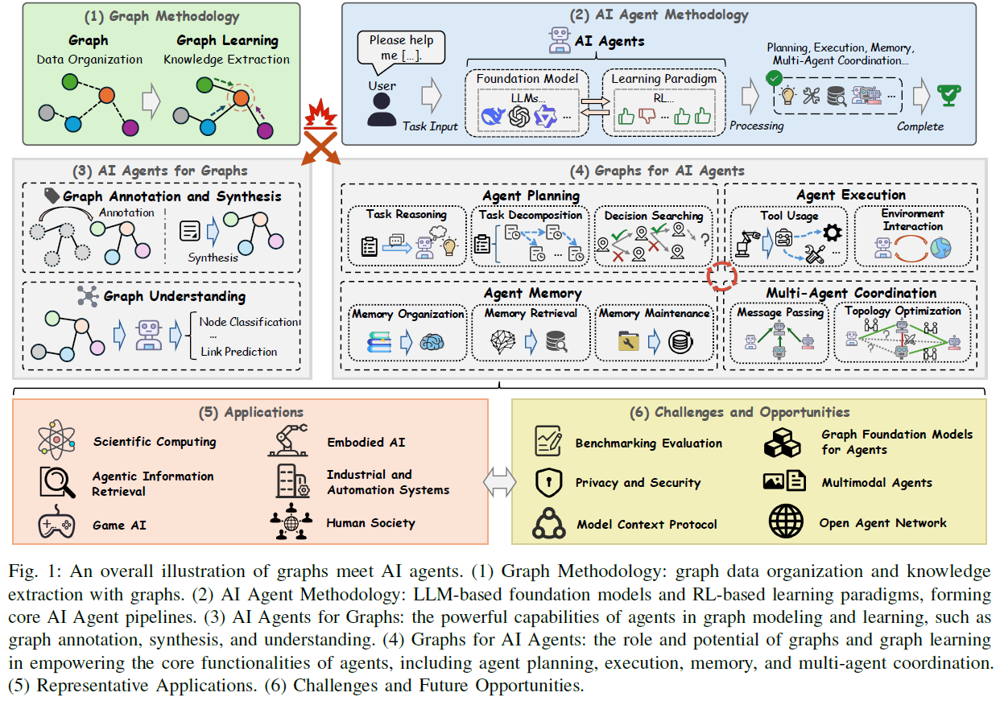 (1) Graph Methodology
Graph
Data Organization
Graph Learning
Knowledge Extraction
(2) AI Agent Methodology
Please help
me [...].
User
Task Input
AI Agents
Foundation Model
LLMs...
...
Learning Paradigm
RL...
...
Processing
Planning, Execution, Memory,
Multi-Agent Coordination...
...
Complete
(3) AI Agents for Graphs
Graph Annotation and Synthesis
Annotation
Synthesis
Graph Understanding
Node Classification
...
Link Prediction
(4) Graphs for AI Agents
Agent Planning
Task Reasoning
Task Decomposition
...
Decision Searching
?
Agent Execution
Tool Usage
...
Environment
Interaction
Agent Memory
Memory Organization
Memory Retrieval
Memory Maintenance
Multi-Agent Coordination
Message Passing
Topology Optimization
?
?
(5) Applications
Scientific Computing
Embodied AI
Agentic Information
Retrieval
Industrial and
Automation Systems
Game AI
Human Society
(6) Challenges and Opportunities
Benchmarking Evaluation
Graph Foundation Models
for Agents
Privacy and Security
Multimodal Agents
Model Context Protocol
Open Agent Network
Fig. 1: An overall illustration of graphs meet AI agents. (1) Graph Methodology: graph data organization and knowledge
extraction with graphs. (2) AI Agent Methodology: LLM-based foundation models and RL-based learning paradigms, forming
core AI Agent pipelines. (3) AI Agents for Graphs: the powerful capabilities of agents in graph modeling and learning, such as
graph annotation, synthesis, and understanding. (4) Graphs for AI Agents: the role and potential of graphs and graph learning
in empowering the core functionalities of agents, including agent planning, execution, memory, and multi-agent coordination.
(5) Representative Applications. (6) Challenges and Future Opportunities.